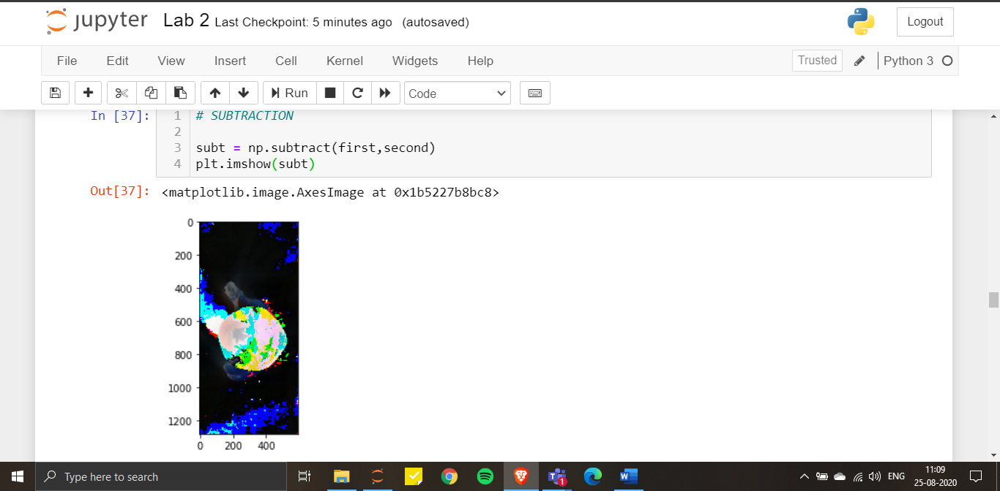 jupyter Lab 2 Last Checkpoint: 5 minutes ago (autosaved) Logout
File Edit View Insert Cell Kernel Widgets Help Trusted Python 3
Run Code
In [37]: 1 # SUBTRACTION
2
3 subt = np.subtract(first,second)
4 plt.imshow(subt)
Out[37]: <matplotlib.image.AxesImage at 0x1b5227b8bc8>
0
200
400
600
800
1000
1200
0 200 400
Type here to search 1 W ENG 11:09
25-08-2020